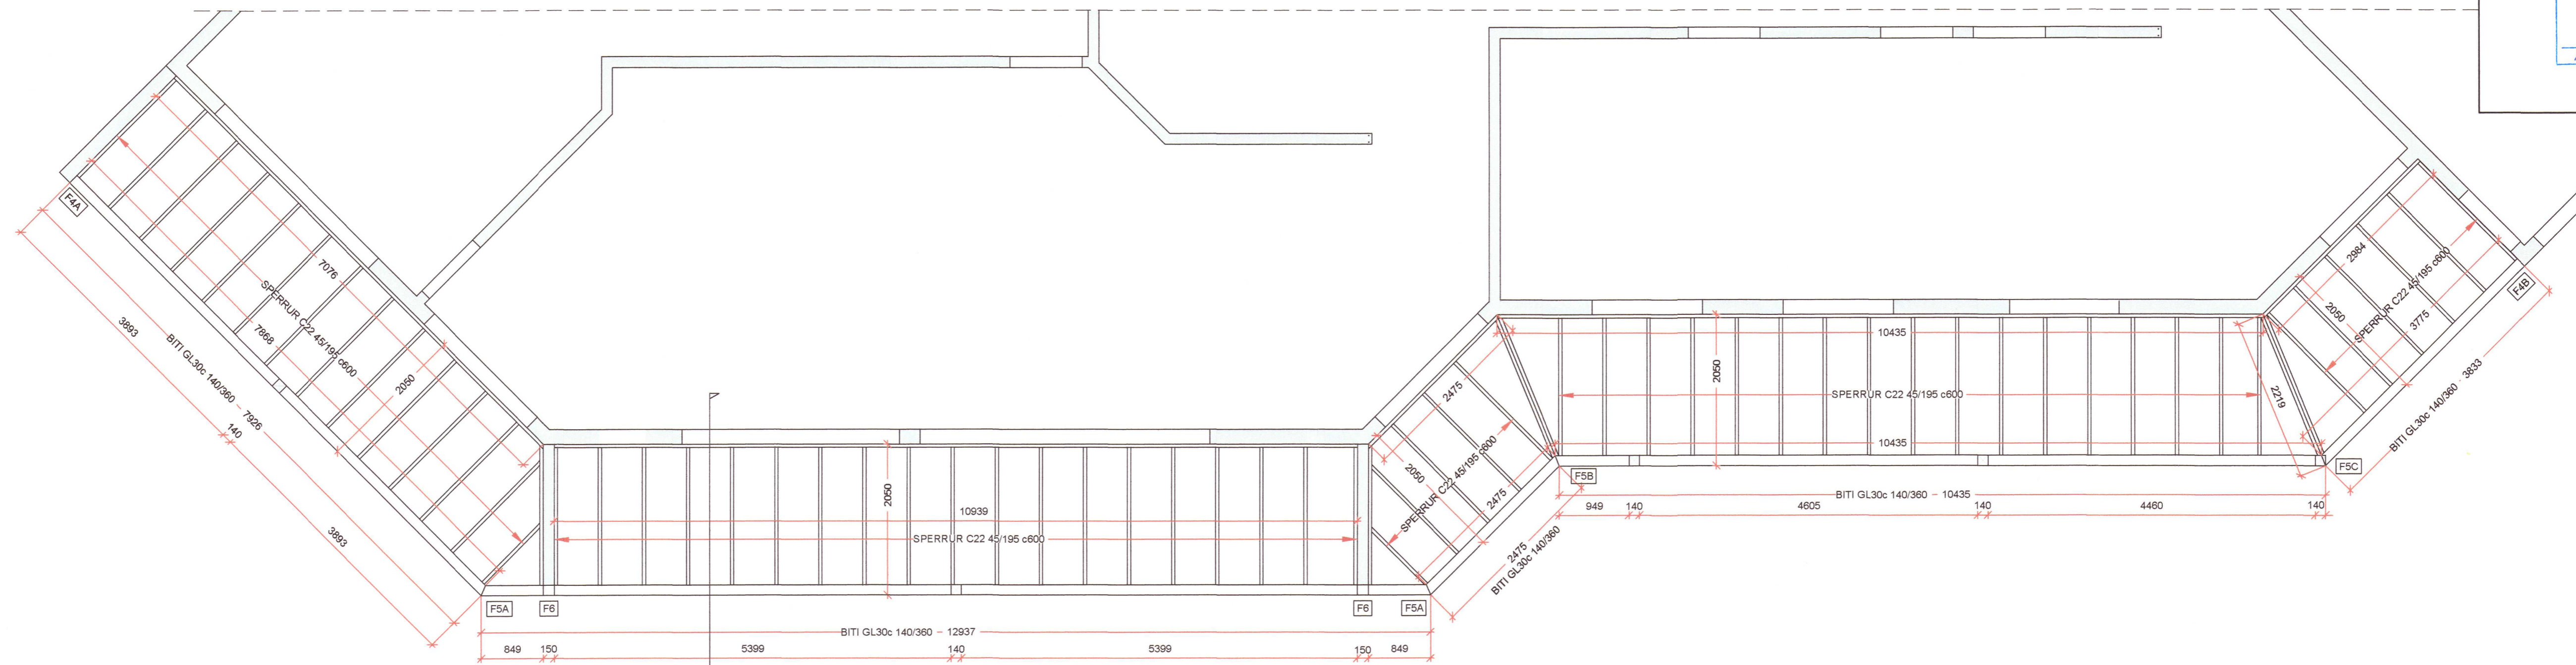 F4A
7076
SPERRUR C22 45/195 c600
7868
2050
3893
BITI GL30c 140/360 - 7926
140
3893
F5A
F6
2050
10939
SPERRUR C22 45/195 c600
F6
F5A
BITI GL30c 140/360 - 12937
849
150
5399
140
5399
150
849
2475
2050
SPERRUR C22 45/195 c600
2475
2475
BITI GL30c 140/360
10435
2050
SPERRUR C22 45/195 c600
10435
2219
F5B
F5C
BITI GL30c 140/360 - 10435
949
140
4605
140
4460
140
2984
2050
SPERRUR C22 45/195 c600
3775
F4B
BITI GL30c 140/360 - 3833